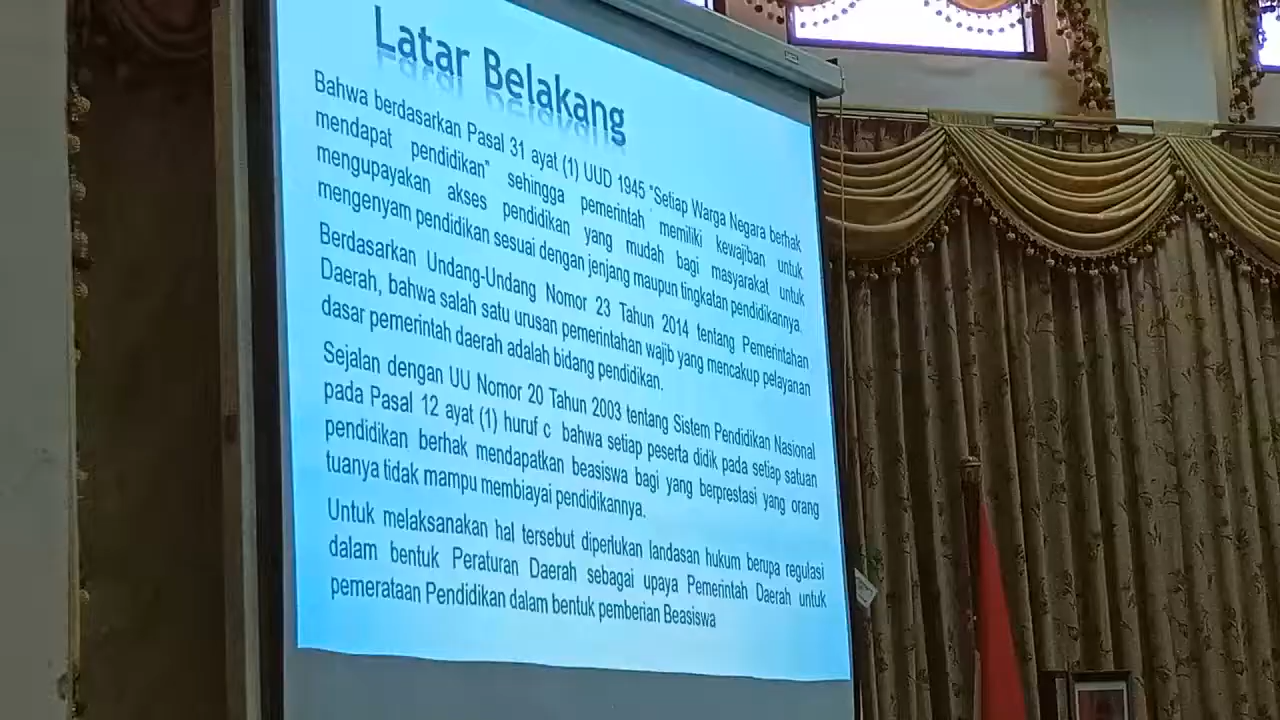 Latar Belakang
Bahwa berdasarkan Pasal 31 ayat (1) UUD 1945 "Setiap Warga Negara berhak
mendapat pendidikan" sehingga pemerintah memiliki kewajiban untuk
mengupayakan akses pendidikan yang mudah bagi masyarakat untuk
mengenyam pendidikan sesuai dengan jenjang maupun tingkatan pendidikannya.
Berdasarkan Undang-Undang Nomor 23 Tahun 2014 tentang Pemerintahan
Daerah, bahwa salah satu urusan pemerintahan wajib yang mencakup pelayanan
dasar pemerintah daerah adalah bidang pendidikan.
Sejalan dengan UU Nomor 20 Tahun 2003 tentang Sistem Pendidikan Nasional
pada Pasal 12 ayat (1) huruf c bahwa setiap peserta didik pada setiap satuan
pendidikan berhak mendapatkan beasiswa bagi yang berprestasi yang orang
tuanya tidak mampu membiayai pendidikannya.
Untuk melaksanakan hal tersebut diperlukan landasan hukum berupa regulasi
dalam bentuk Peraturan Daerah sebagai upaya Pemerintah Daerah untuk
pemerataan Pendidikan dalam bentuk pemberian Beasiswa